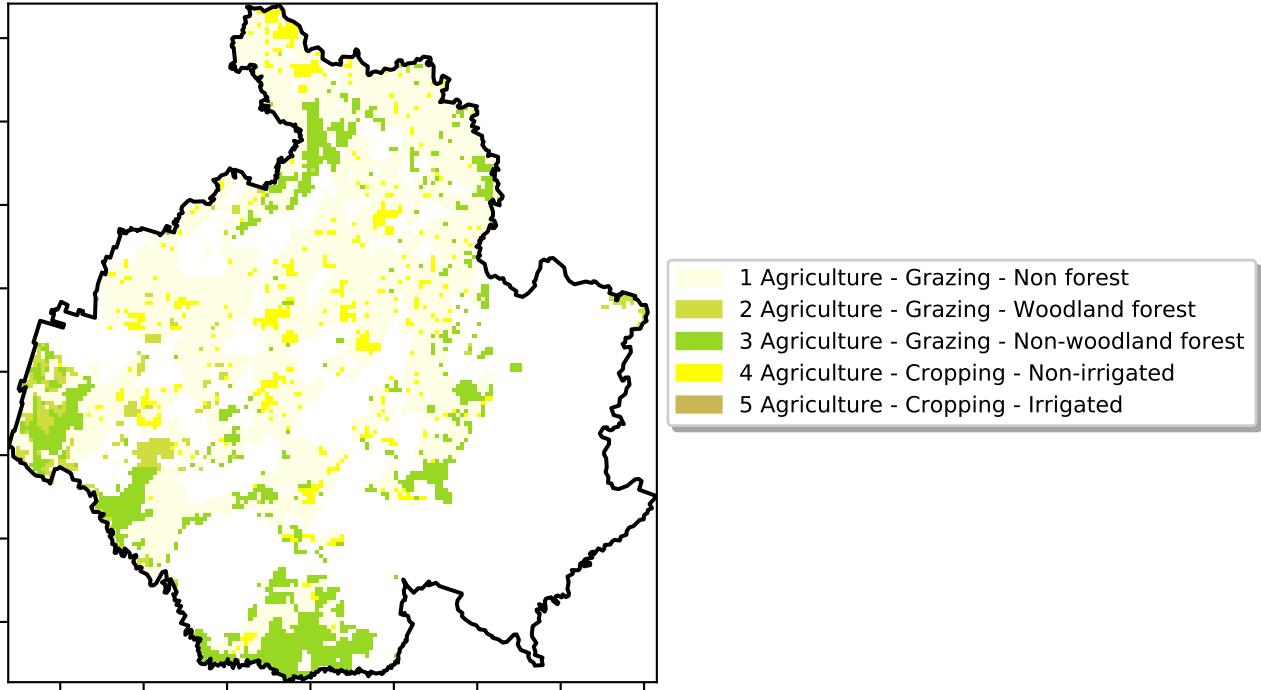 1 Agriculture - Grazing - Non forest
2 Agriculture - Grazing - Woodland forest
3 Agriculture - Grazing - Non-woodland forest
4 Agriculture - Cropping - Non-irrigated
5 Agriculture - Cropping - Irrigated